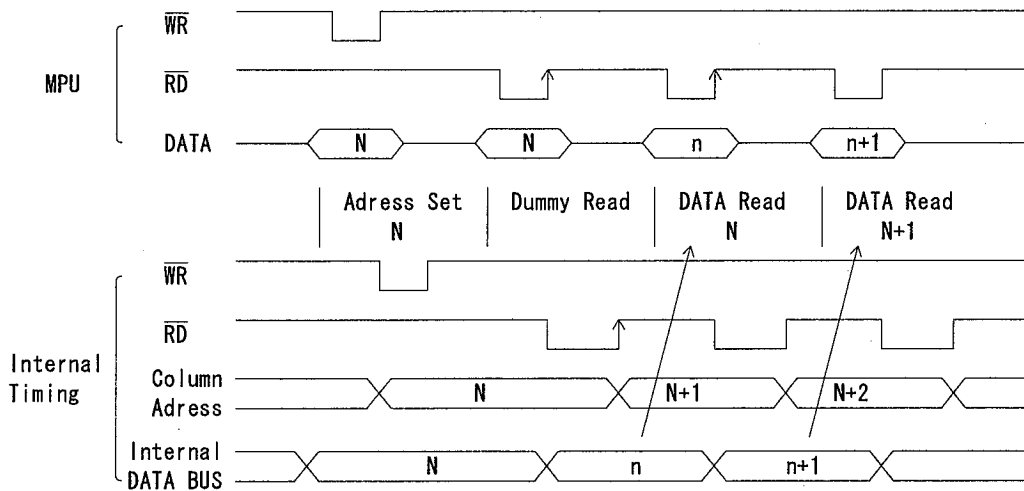 WR
RD
MPU
DATA
N N n n+1
Adress Set Dummy Read DATA Read DATA Read
N N N+1
WR
RD
Internal
Timing
Column
Adress
N N+1 N+2
Internal
DATA BUS
N n n+1